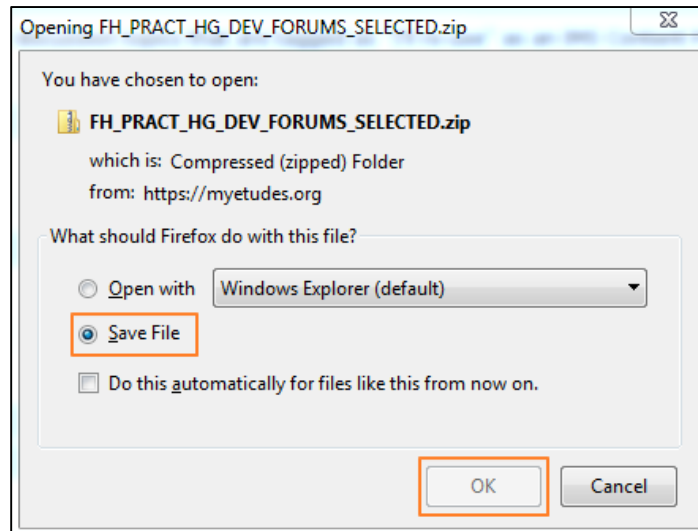 Opening FH_PRACT_HG_DEV_FORUMS_SELECTED.zip
You have chosen to open:
FH_PRACT_HG_DEV_FORUMS_SELECTED.zip
which is: Compressed (zipped) Folder
from: https://myetudes.org
What should Firefox do with this file?
Open with Windows Explorer (default)
Save File
Do this automatically for files like this from now on.
OK Cancel